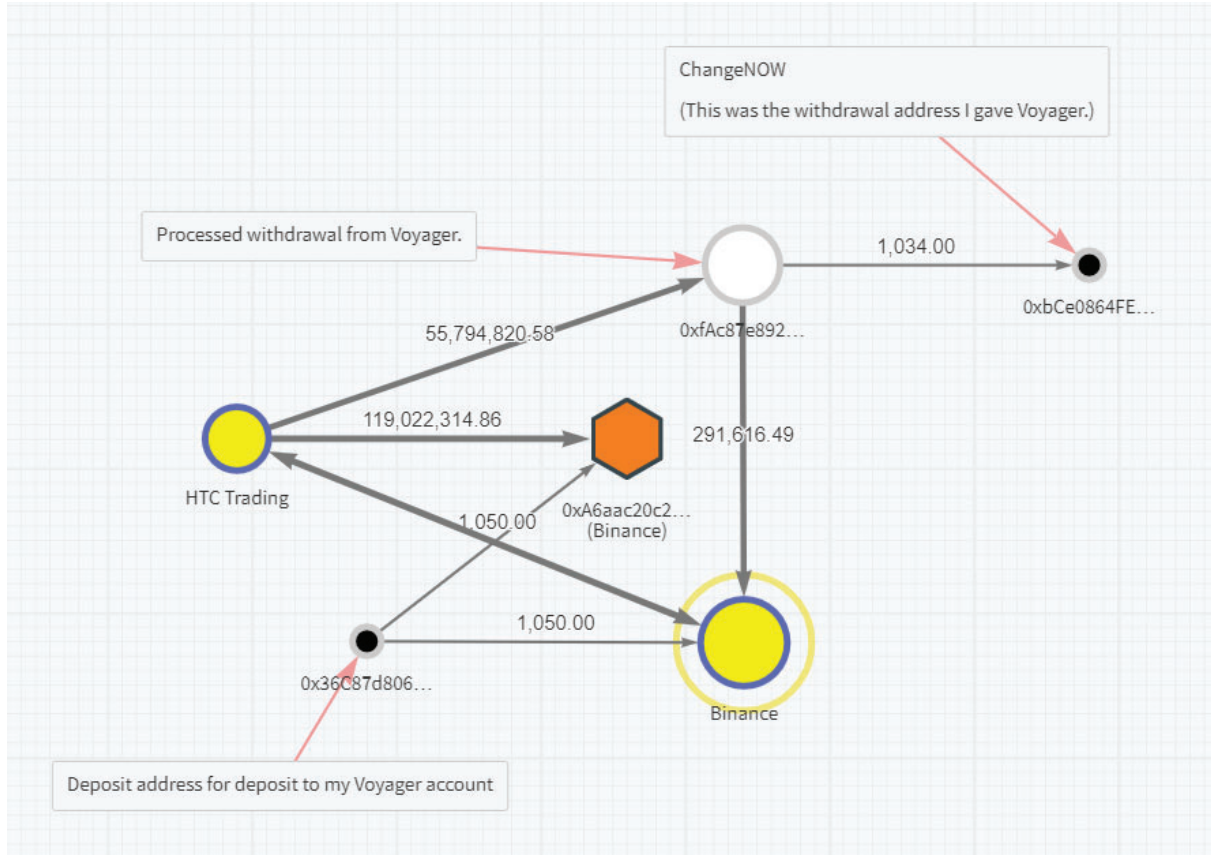 ChangeNOW
(This was the withdrawal address I gave Voyager.)
Processed withdrawal from Voyager.
1,034.00
0xbCe0864FE...
0xfAc87e892...
55,794,820.58
119,022,314.86
291,616.49
HTC Trading
0xA6aac20c2...
(Binance)
1,050.00
1,050.00
0x36C87d806...
Binance
Deposit address for deposit to my Voyager account